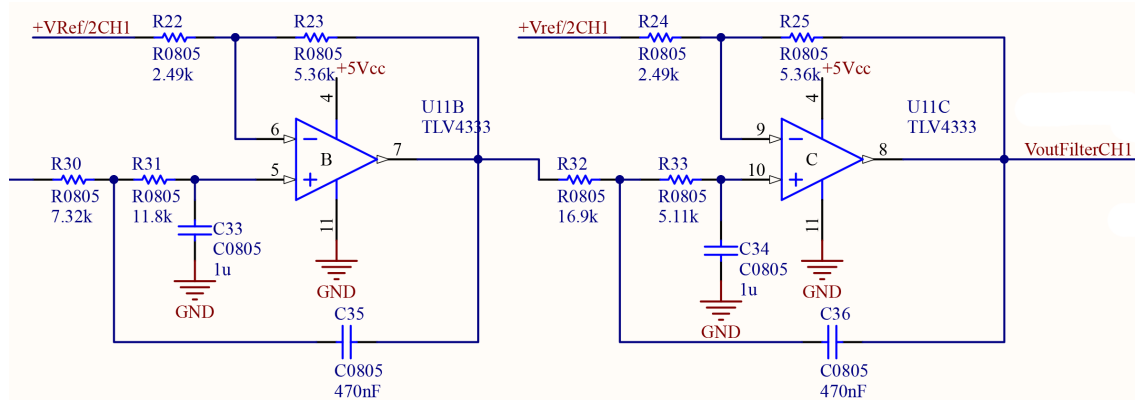 +VRef/2CH1
R22
R0805
2.49k
R23
R0805
5.36k
+5Vcc
4
U11B
TLV4333
6
5
B
7
11
GND
R30
R0805
7.32k
R31
R0805
11.8k
C33
C0805
1u
GND
C35
C0805
470nF
+Vref/2CH1
R24
R0805
2.49k
R25
R0805
5.36k
+5Vcc
4
U11C
TLV4333
9
10
C
8
VoutFilterCH1
11
GND
R32
R0805
16.9k
R33
R0805
5.11k
C34
C0805
1u
GND
C36
C0805
470nF